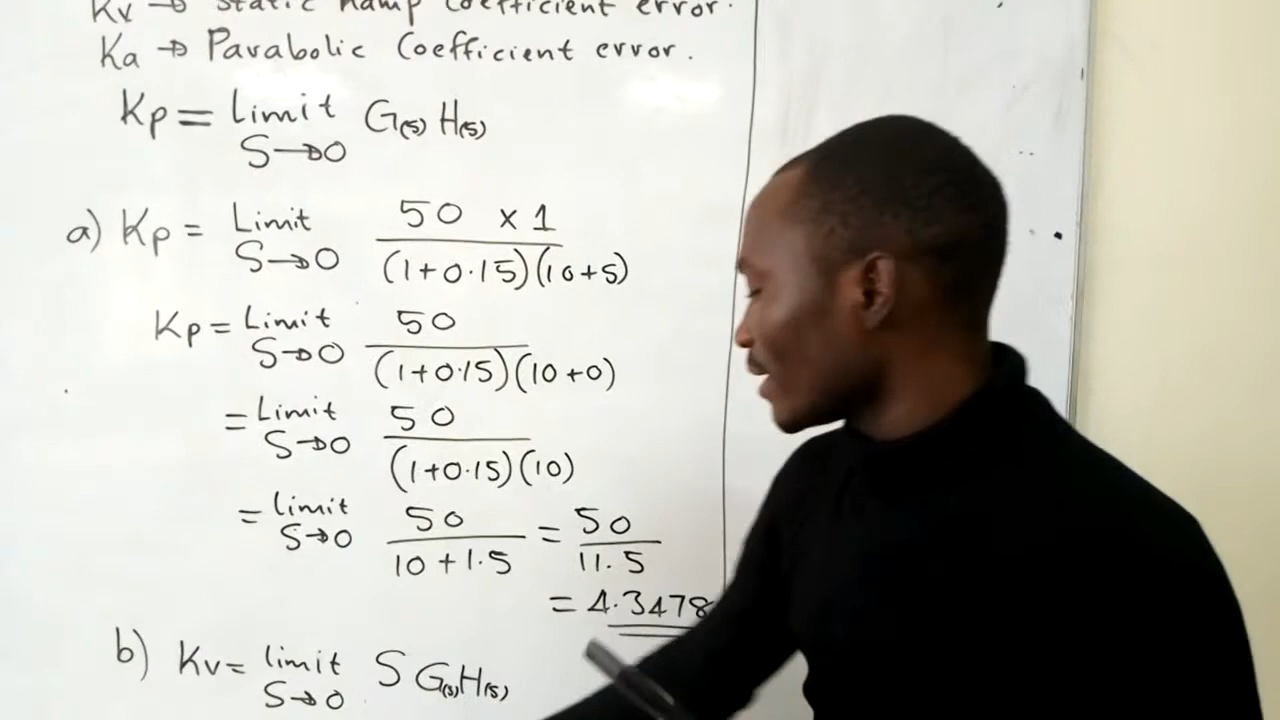 Kv → Static Ramp Coefficient error.
Ka → Parabolic Coefficient error.
Kp = Limit S→0 G(s) H(s)
a) Kp = Limit S→0 50 x 1 / (1+0.15)(10+5)
Kp = Limit S→0 50 / (1+0.15)(10+0)
= Limit S→0 50 / (1+0.15)(10)
= limit S→0 50 / 10+1.5 = 50 / 11.5
= 4.3478
b) Kv = limit S→0 S G(s)H(s)